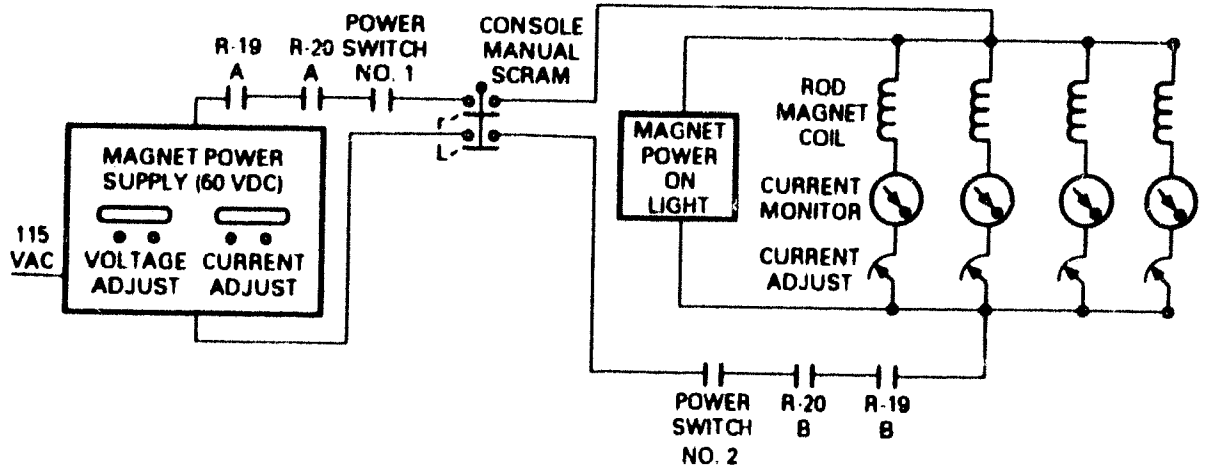 R-19
A
R-20
A
POWER
SWITCH
NO. 1
CONSOLE
MANUAL
SCRAM
MAGNET POWER
SUPPLY (60 VDC)
VOLTAGE
ADJUST
CURRENT
ADJUST
115
VAC
MAGNET
POWER
ON
LIGHT
ROD
MAGNET
COIL
CURRENT
MONITOR
CURRENT
ADJUST
POWER
SWITCH
NO. 2
R-20
B
R-19
B